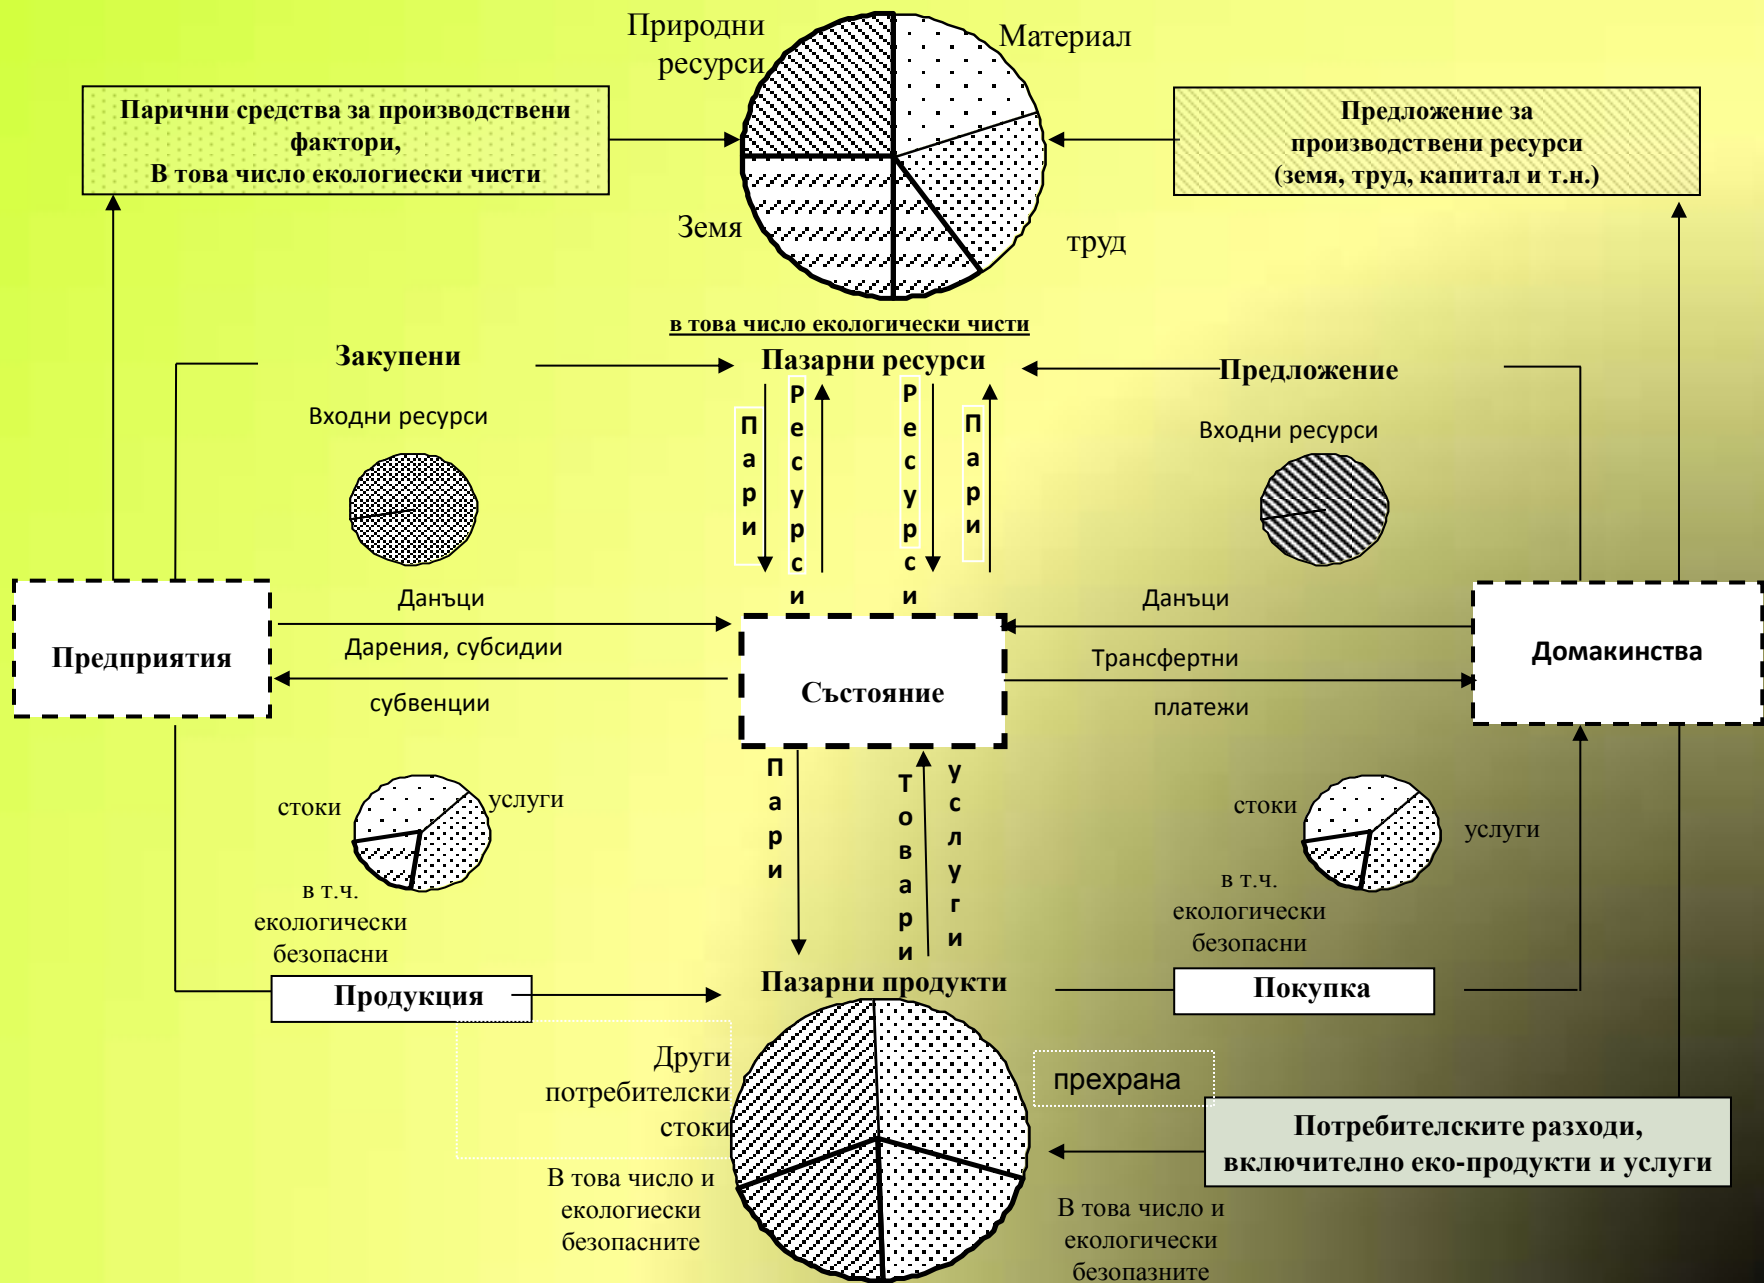 Природни
ресурси
Материал
Парични средства за производствени
фактори,
В това число екологиески чисти
Предложение за
производствени ресурси
(земя, труд, капитал и т.н.)
Земя
труд
в това число екологически чисти
Закупени
Пазарни ресурси
Предложение
Входни ресурси
Пари
Ресурси
Ресурси
Пари
Входни ресурси
Данъци
Данъци
Предприятия
Дарения, субсидии
субвенции
Състояние
Трансфертни
платежи
Домакинства
стоки
услуги
в т.ч.
екологически
безопасни
Пари
Товари
услуги
стоки
услуги
в т.ч.
екологически
безопасни
Продукция
Пазарни продукти
Покупка
Други
потребителски
стоки
прехрана
В това число и
екологиески
безопасните
Потребителските разходи,
включително еко-продукти и услуги
В това число и
екологически
безопазните